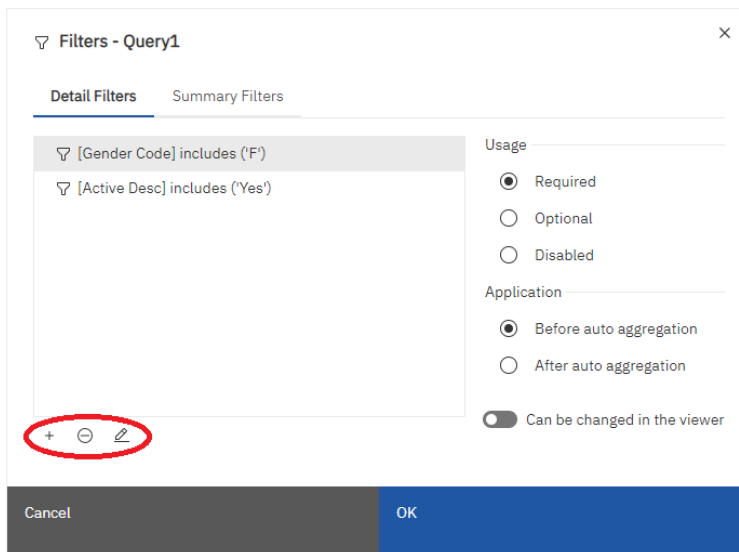 Filters - Query1
Detail Filters
Summary Filters
[Gender Code] includes ('F')
[Active Desc] includes ('Yes')
Usage
Required
Optional
Disabled
Application
Before auto aggregation
After auto aggregation
Can be changed in the viewer
Cancel
OK